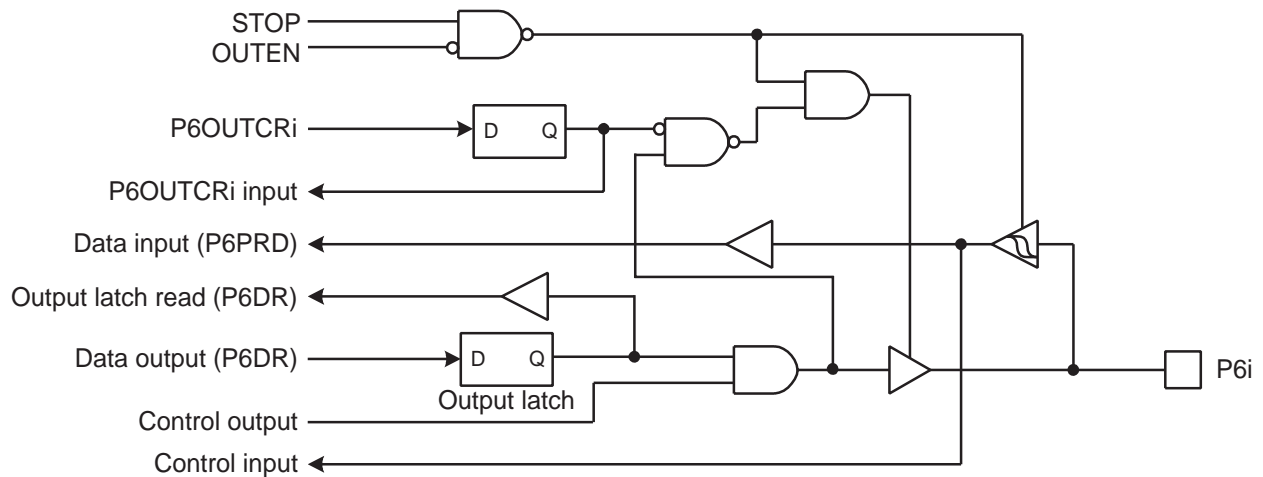 STOP
OUTEN
P6OUTCRi
D Q
P6OUTCRi input
Data input (P6PRD)
Output latch read (P6DR)
Data output (P6DR)
D Q
P6i
Output latch
Control output
Control input